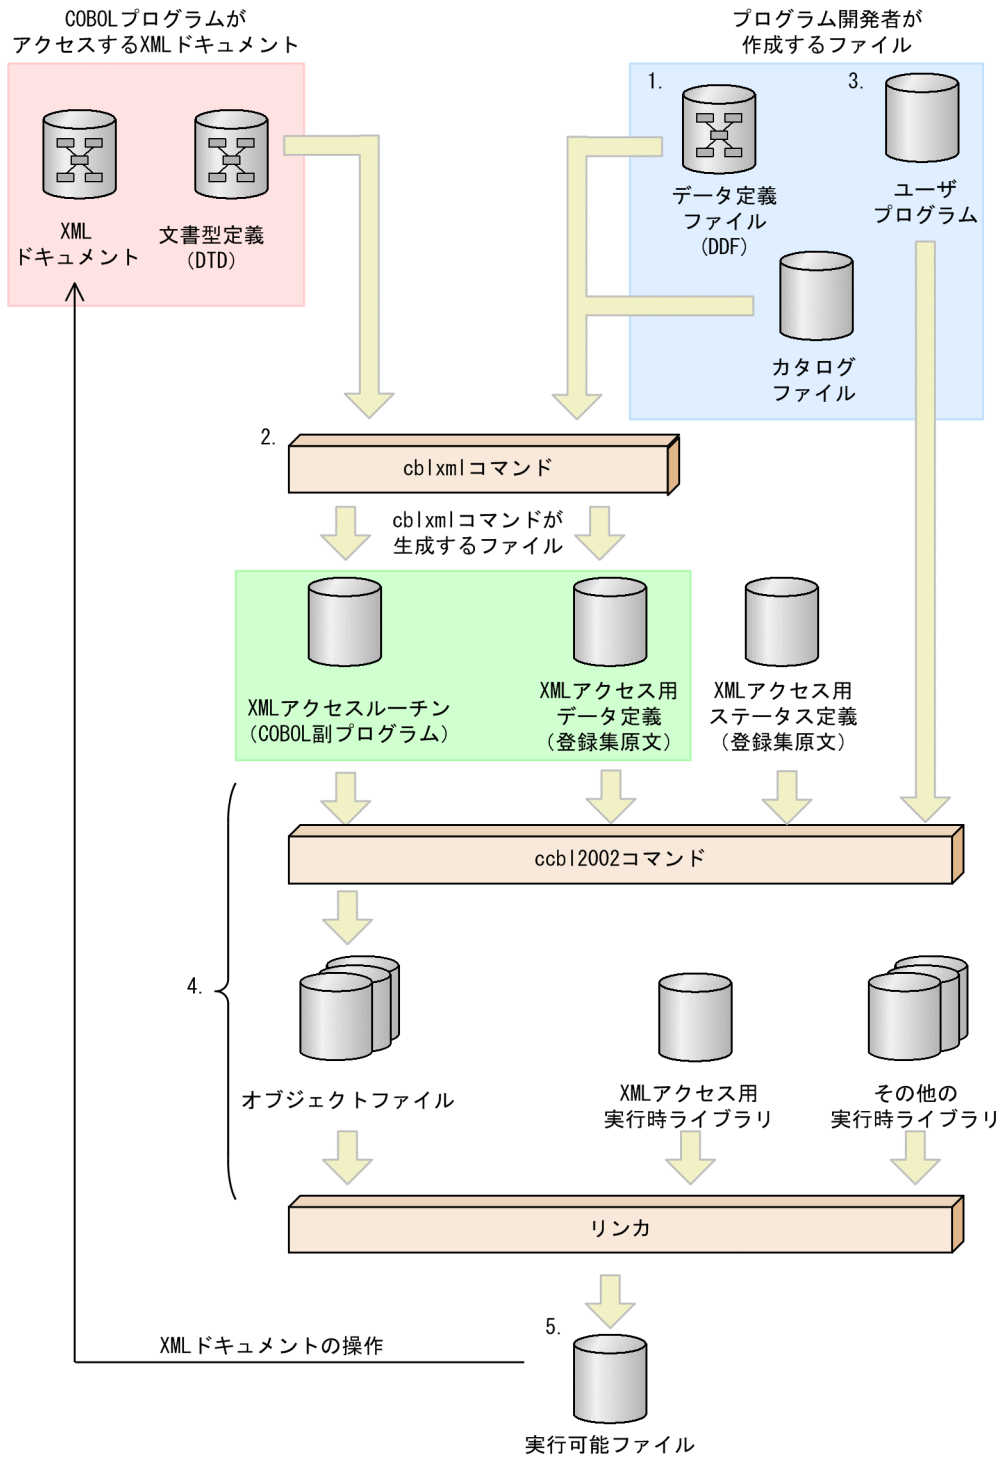 COBOLプログラムが
アクセスするXMLドキュメント
プログラム開発者が
作成するファイル
1.
3.
XML
ドキュメント
文書型定義
(DTD)
データ定義
ファイル
(DDF)
ユーザ
プログラム
カタログ
ファイル
2.
cblxmlコマンド
cblxmlコマンドが
生成するファイル
XMLアクセスルーチン
(COBOL副プログラム)
XMLアクセス用
データ定義
(登録集原文)
XMLアクセス用
ステータス定義
(登録集原文)
ccbl2002コマンド
4.
オブジェクトファイル
XMLアクセス用
実行時ライブラリ
その他の
実行時ライブラリ
リンカ
5.
XMLドキュメントの操作
実行可能ファイル